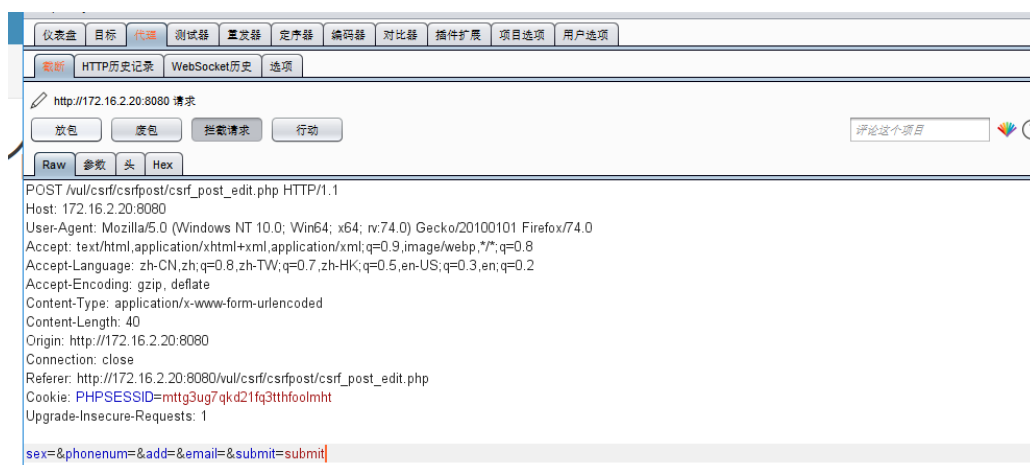 仪表盘 目标 代理 测试器 重发器 定序器 编码器 对比器 插件扩展 项目选项 用户选项
截断 HTTP历史记录 WebSocket历史 选项
http://172.16.2.20:8080 请求
放包 废包 拦截请求 行动 评论这个项目
Raw 参数 头 Hex
POST /vul/csrf/csrfpost/csrf_post_edit.php HTTP/1.1
Host: 172.16.2.20:8080
User-Agent: Mozilla/5.0 (Windows NT 10.0; Win64; x64; rv:74.0) Gecko/20100101 Firefox/74.0
Accept: text/html,application/xhtml+xml,application/xml;q=0.9,image/webp,*/*;q=0.8
Accept-Language: zh-CN,zh;q=0.8,zh-TW;q=0.7,zh-HK;q=0.5,en-US;q=0.3,en;q=0.2
Accept-Encoding: gzip, deflate
Content-Type: application/x-www-form-urlencoded
Content-Length: 40
Origin: http://172.16.2.20:8080
Connection: close
Referer: http://172.16.2.20:8080/vul/csrf/csrfpost/csrf_post_edit.php
Cookie: PHPSESSID=mttg3ug7qkd21fq3tthfoolmht
Upgrade-Insecure-Requests: 1
sex=&phonenum=&add=&email=&submit=submit